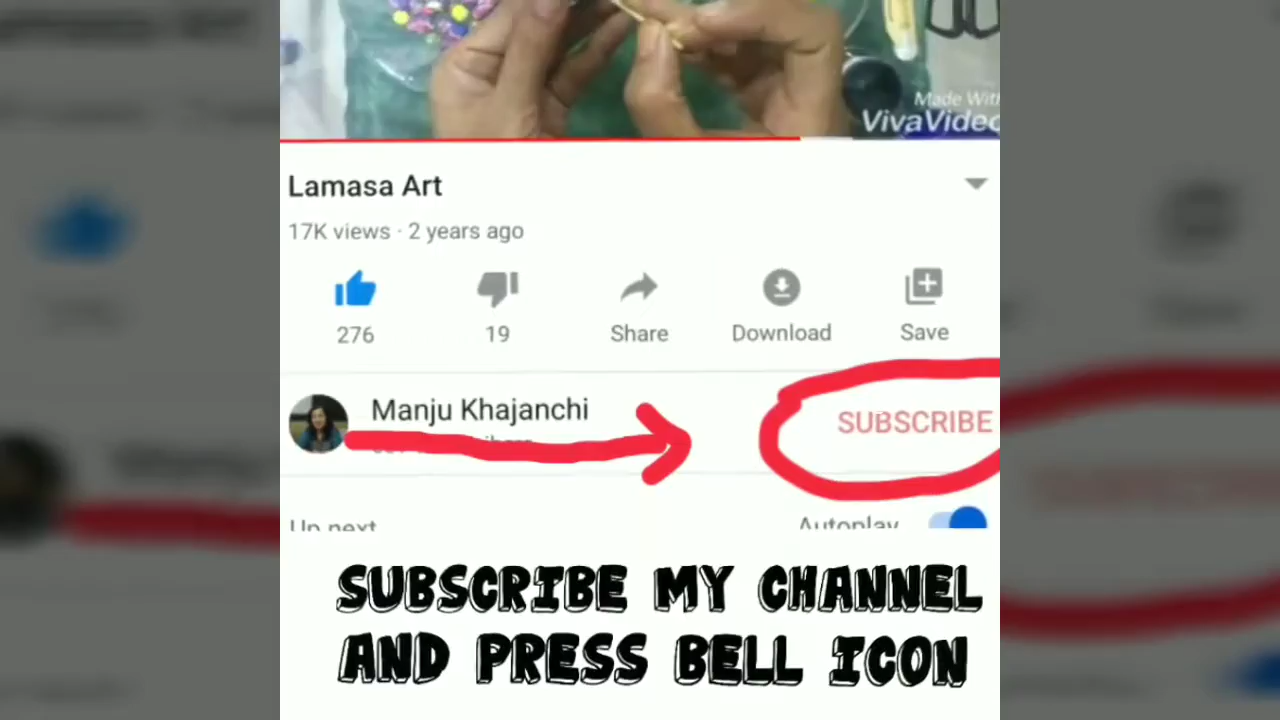 Made With
VivaVideo
Lamasa Art
17K views · 2 years ago
276
19
Share
Download
Save
Manju Khajanchi
SUBSCRIBE
Up next
Autoplay
SUBSCRIBE MY CHANNEL
AND PRESS BELL ICON